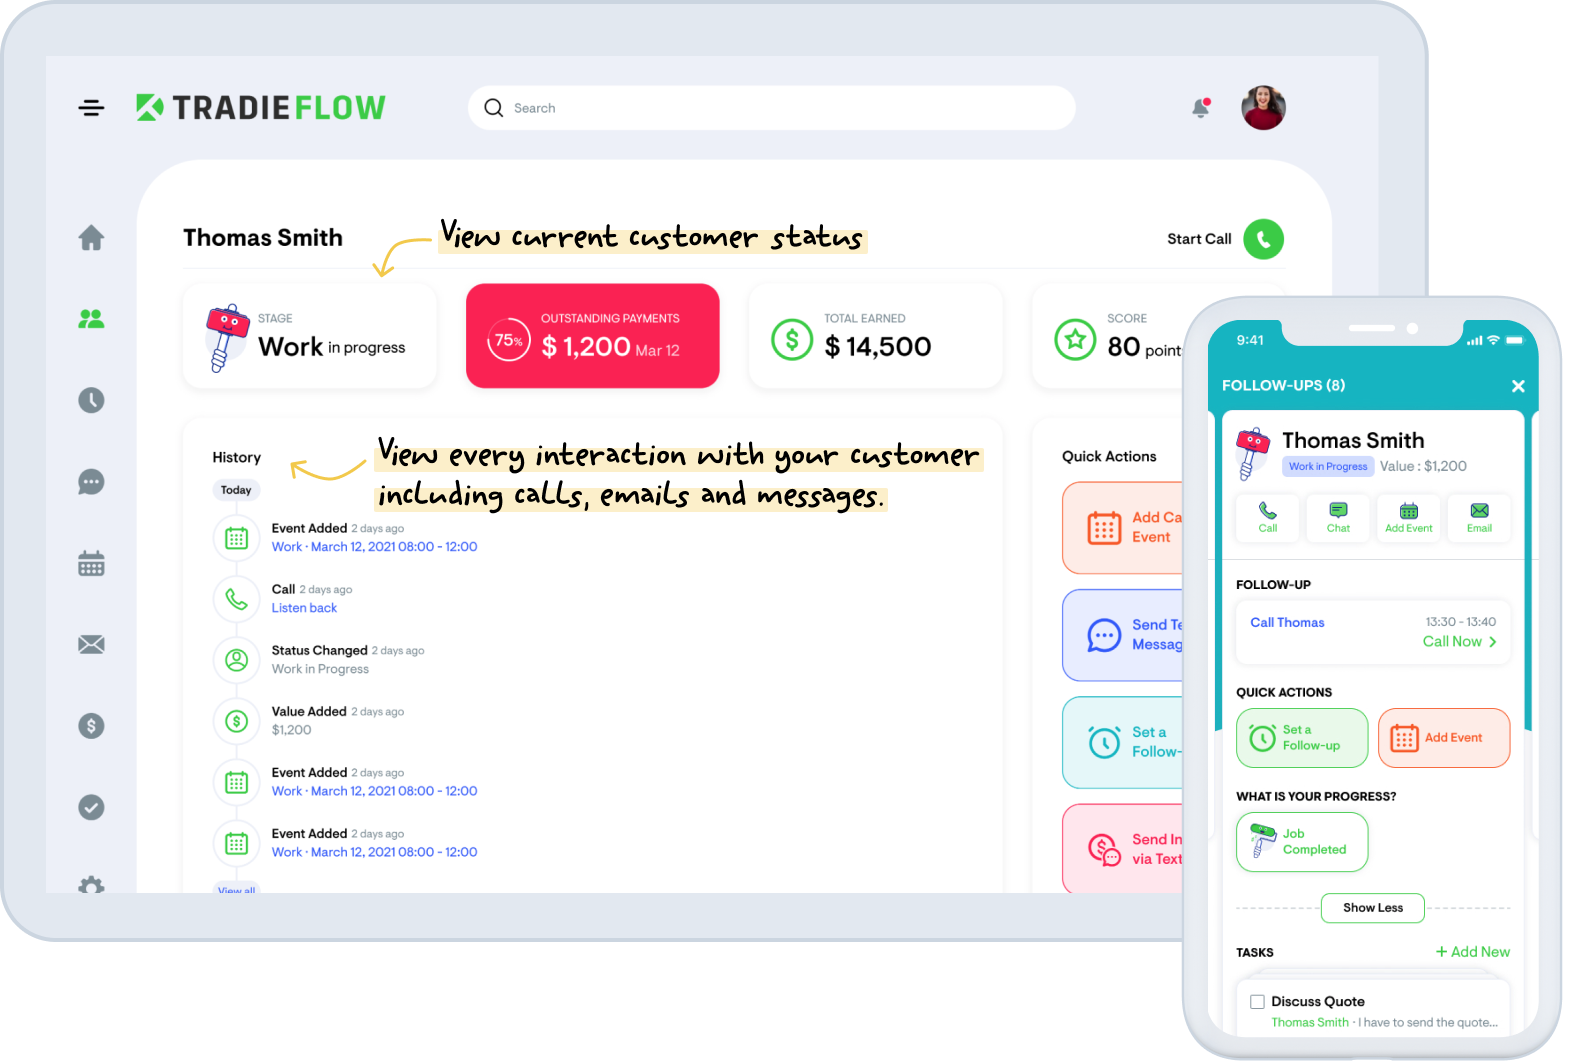 TRADIEFLOW
Search
Thomas Smith
View current customer status
Start Call
STAGE
Work in progress
75%
OUTSTANDING PAYMENTS
$ 1,200 Mar 12
TOTAL EARNED
$ 14,500
SCORE
80 point
History
View every interaction with your customer
including calls, emails and messages.
Today
Event Added 2 days ago
Work · March 12, 2021 08:00 - 12:00
Call 2 days ago
Listen back
Status Changed 2 days ago
Work in Progress
Value Added 2 days ago
$1,200
Event Added 2 days ago
Work · March 12, 2021 08:00 - 12:00
Event Added 2 days ago
Work · March 12, 2021 08:00 - 12:00
View all
Quick Actions
Add Ca
Event
Send Te
Messag
Set a
Follow-
Send In
via Text
9:41
FOLLOW-UPS (8)
Thomas Smith
Work in Progress Value : $1,200
Call
Chat
Add Event
Email
FOLLOW-UP
Call Thomas 13:30 - 13:40
Call Now
QUICK ACTIONS
Set a
Follow-up
Add Event
WHAT IS YOUR PROGRESS?
Job
Completed
Show Less
TASKS + Add New
Discuss Quote
Thomas Smith · I have to send the quote...